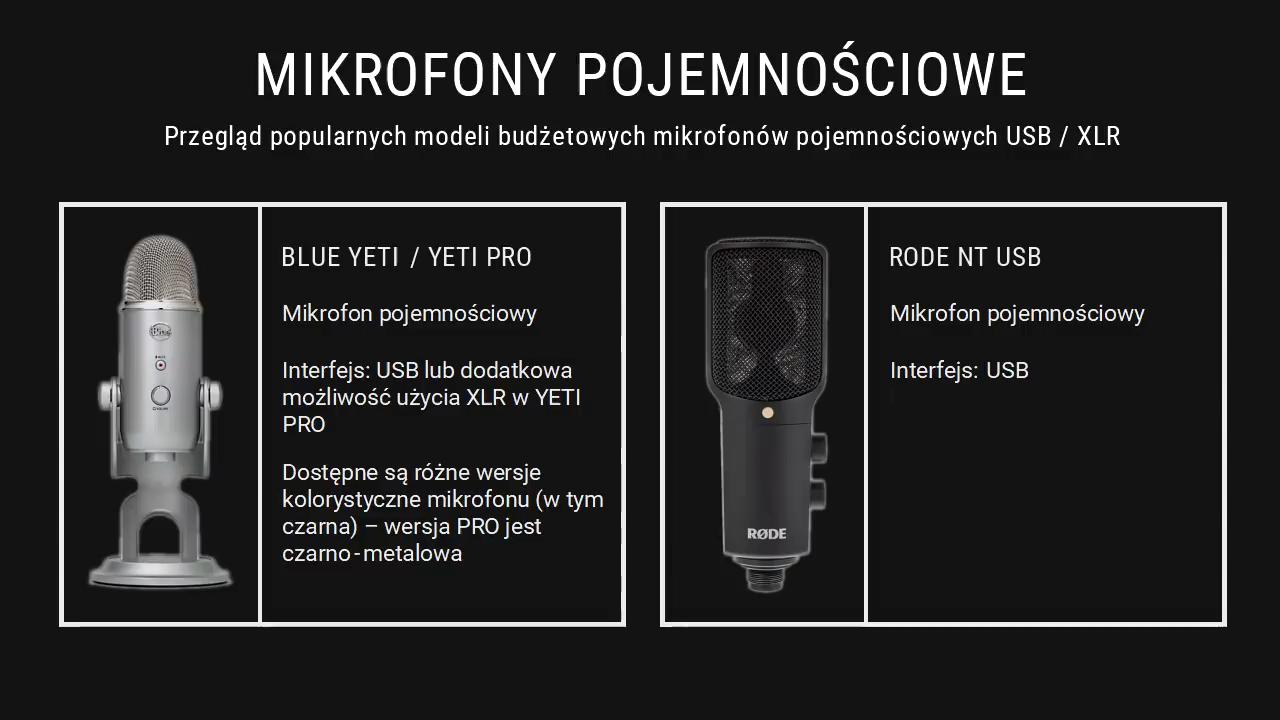 MIKROFONY POJEMNOŚCIOWE
Przegląd popularnych modeli budżetowych mikrofonów pojemnościowych USB / XLR
BLUE YETI / YETI PRO
Mikrofon pojemnościowy
Interfejs: USB lub dodatkowa
możliwość użycia XLR w YETI
PRO
Dostępne są różne wersje
kolorystyczne mikrofonu (w tym
czarna) – wersja PRO jest
czarno-metalowa
Blue
RODE NT USB
Mikrofon pojemnościowy
Interfejs: USB
RØDE